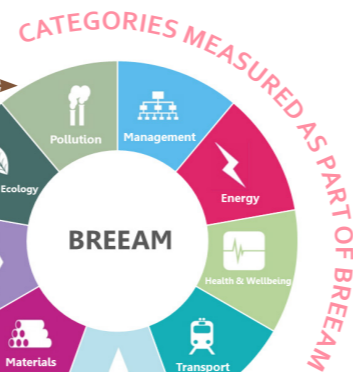 CATEGORIES MEASURED AS PART OF BREEAM
Pollution
Management
Ecology
Energy
BREEAM
Health & Wellbeing
Materials
Transport